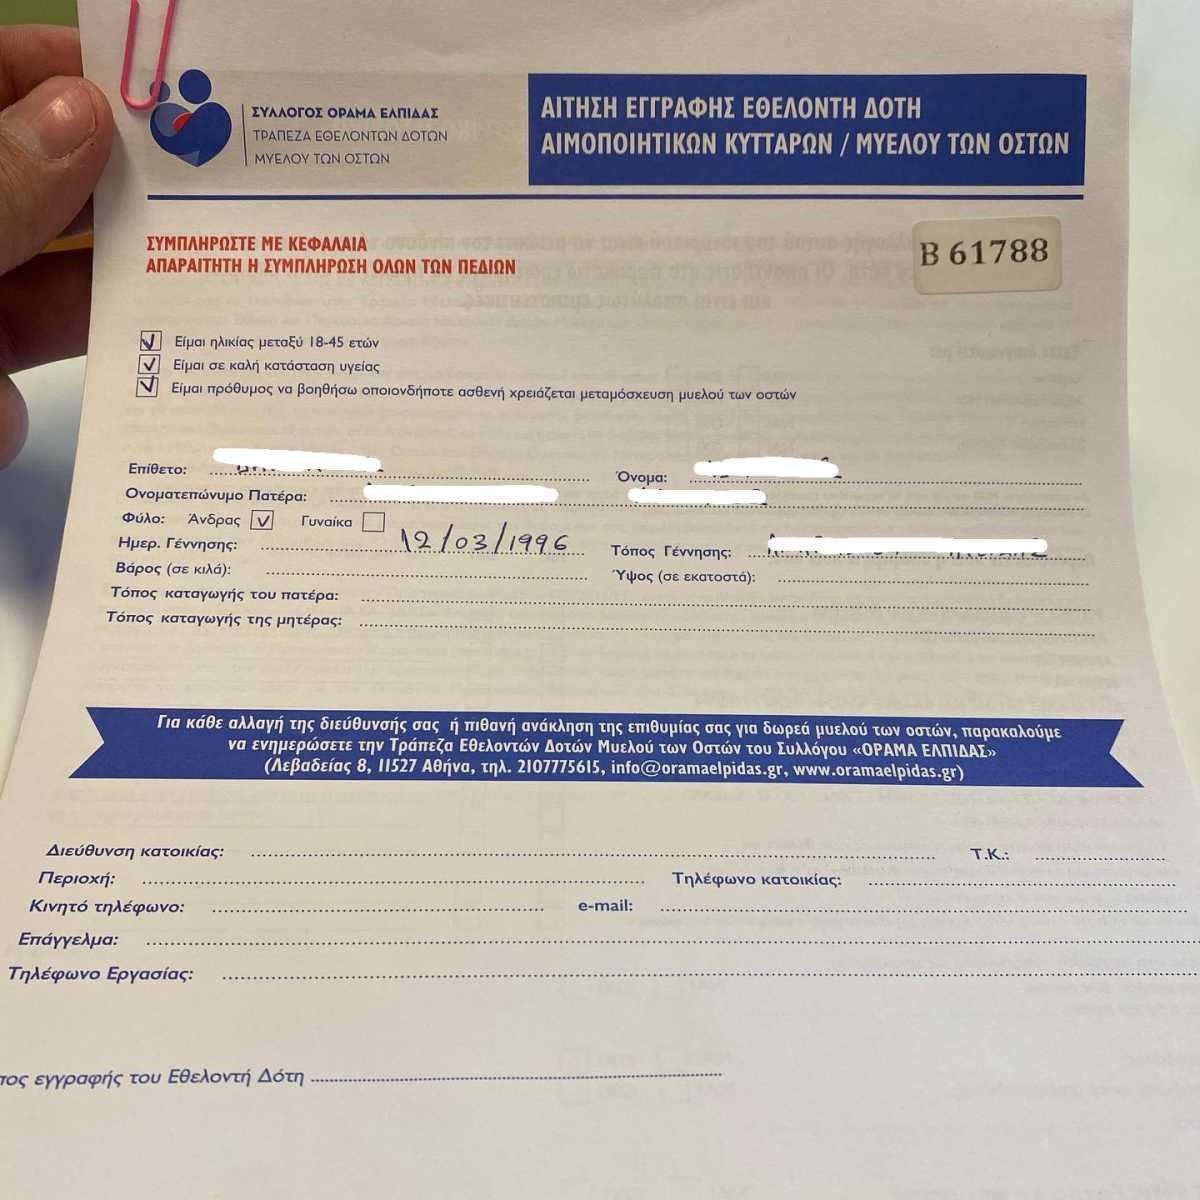 ΣΥΛΛΟΓΟΣ ΟΡΑΜΑ ΕΛΠΙΔΑΣ
ΤΡΑΠΕΖΑ ΕΘΕΛΟΝΤΩΝ ΔΟΤΩΝ
ΜΥΕΛΟΥ ΤΩΝ ΟΣΤΩΝ
ΑΙΤΗΣΗ ΕΓΓΡΑΦΗΣ ΕΘΕΛΟΝΤΗ ΔΟΤΗ
ΑΙΜΟΠΟΙΗΤΙΚΩΝ ΚΥΤΤΑΡΩΝ / ΜΥΕΛΟΥ ΤΩΝ ΟΣΤΩΝ
ΣΥΜΠΛΗΡΩΣΤΕ ΜΕ ΚΕΦΑΛΑΙΑ
ΑΠΑΡΑΙΤΗΤΗ Η ΣΥΜΠΛΗΡΩΣΗ ΟΛΩΝ ΤΩΝ ΠΕΔΙΩΝ
B 61788
Είμαι ηλικίας μεταξύ 18-45 ετών
Είμαι σε καλή κατάσταση υγείας
Είμαι πρόθυμος να βοηθήσω οποιονδήποτε ασθενή χρειάζεται μεταμόσχευση μυελού των οστών
Επίθετο: Όνομα:
Ονοματεπώνυμο Πατέρα:
Φύλο: Άνδρας Γυναίκα
Ημερ. Γέννησης: 12/03/1996 Τόπος Γέννησης:
Βάρος (σε κιλά): Ύψος (σε εκατοστά):
Τόπος καταγωγής του πατέρα:
Τόπος καταγωγής της μητέρας:
Για κάθε αλλαγή της διεύθυνσής σας ή πιθανή ανάκληση της επιθυμίας σας για δωρεά μυελού των οστών, παρακαλούμε
να ενημερώσετε την Τράπεζα Εθελοντών Δοτών Μυελού των Οστών του Συλλόγου «ΟΡΑΜΑ ΕΛΠΙΔΑΣ»
(Λεβαδείας 8, 11527 Αθήνα, τηλ. 2107775615, info@oramaelpidas.gr, www.oramaelpidas.gr)
Διεύθυνση κατοικίας: Τ.Κ.:
Περιοχή: Τηλέφωνο κατοικίας:
Κινητό τηλέφωνο: e-mail:
Επάγγελμα:
Τηλέφωνο Εργασίας:
πος εγγραφής του Εθελοντή Δότη